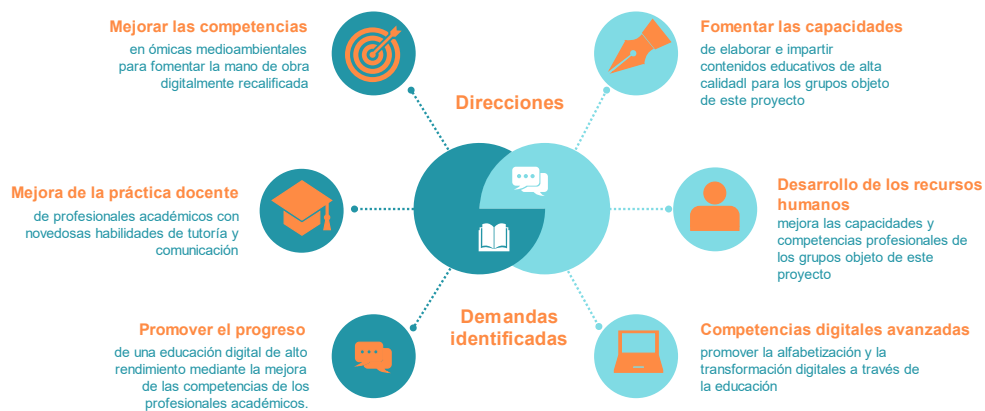 Mejorar las competencias
en ómicas medioambientales
para fomentar la mano de obra
digitalmente recalificada
Fomentar las capacidades
de elaborar e impartir
contenidos educativos de alta
calidadl para los grupos objeto
de este proyecto
Direcciones
Mejora de la práctica docente
de profesionales académicos con
novedosas habilidades de tutoría y
comunicación
Desarrollo de los recursos
humanos
mejora las capacidades y
competencias profesionales de
los grupos objeto de este
proyecto
Demandas
identificadas
Promover el progreso
de una educación digital de alto
rendimiento mediante la mejora
de las competencias de los
profesionales académicos.
Competencias digitales avanzadas
promover la alfabetización y la
transformación digitales a través de
la educación